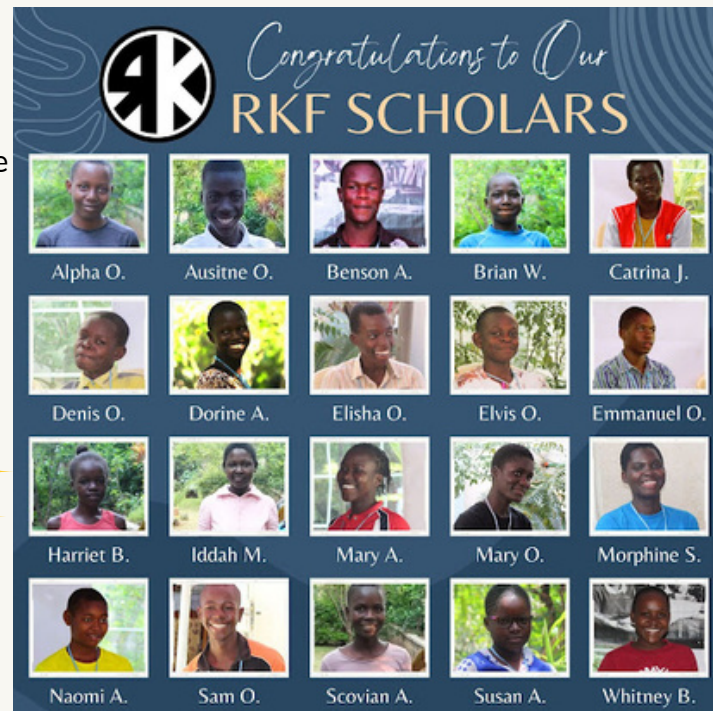 Congratulations to Our
RK RKF SCHOLARS
e
Alpha O. Ausitne O. Benson A. Brian W. Catrina J.
Denis O. Dorine A. Elisha O. Elvis O. Emmanuel O.
Harriet B. Iddah M. Mary A. Mary O. Morphine S.
Naomi A. Sam O. Scovian A. Susan A. Whitney B.